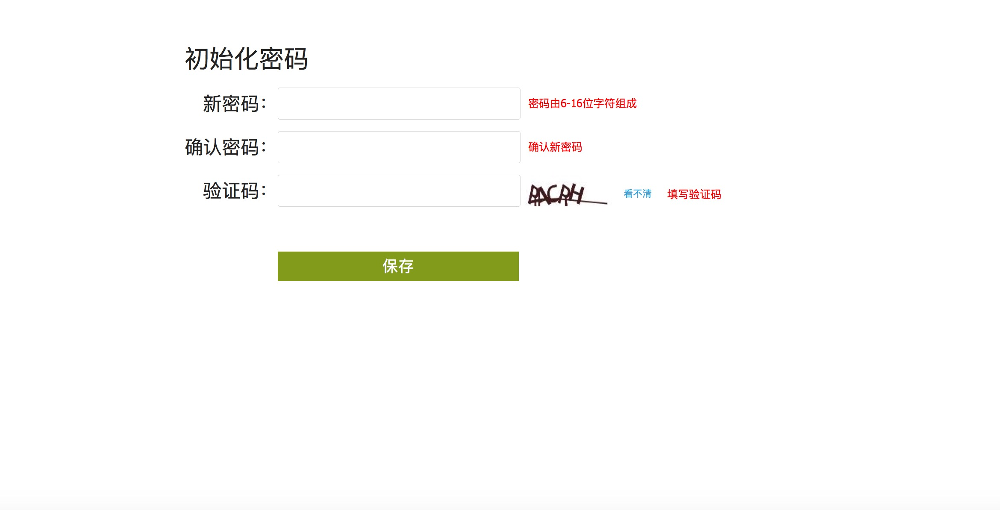 初始化密码
新密码： 密码由6-16位字符组成
确认密码： 确认新密码
验证码： 看不清 填写验证码
保存